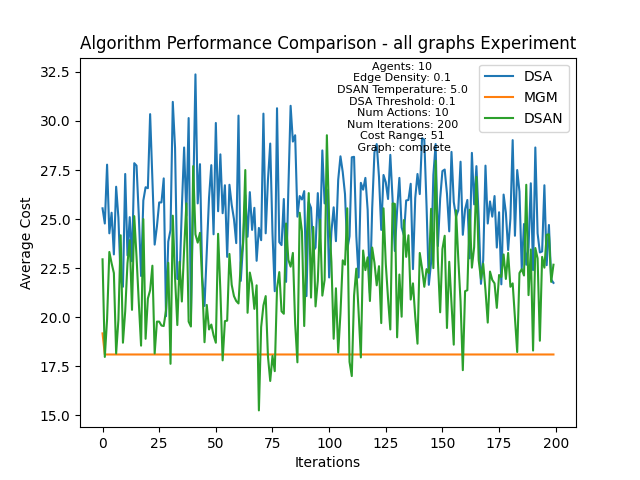 Algorithm Performance Comparison - all graphs Experiment
Agents: 10
Edge Density: 0.1
DSAN Temperature: 5.0
DSA Threshold: 0.1
Num Actions: 10
Num Iterations: 200
Cost Range: 51
Graph: complete
DSA
MGM
DSAN
Average Cost
32.5
30.0
27.5
25.0
22.5
20.0
17.5
15.0
0 25 50 75 100 125 150 175 200
Iterations